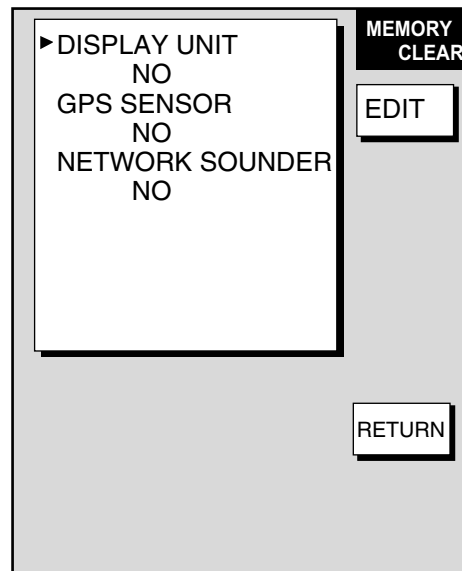 ►DISPLAY UNIT
NO
GPS SENSOR
NO
NETWORK SOUNDER
NO
MEMORY
CLEAR
EDIT
RETURN